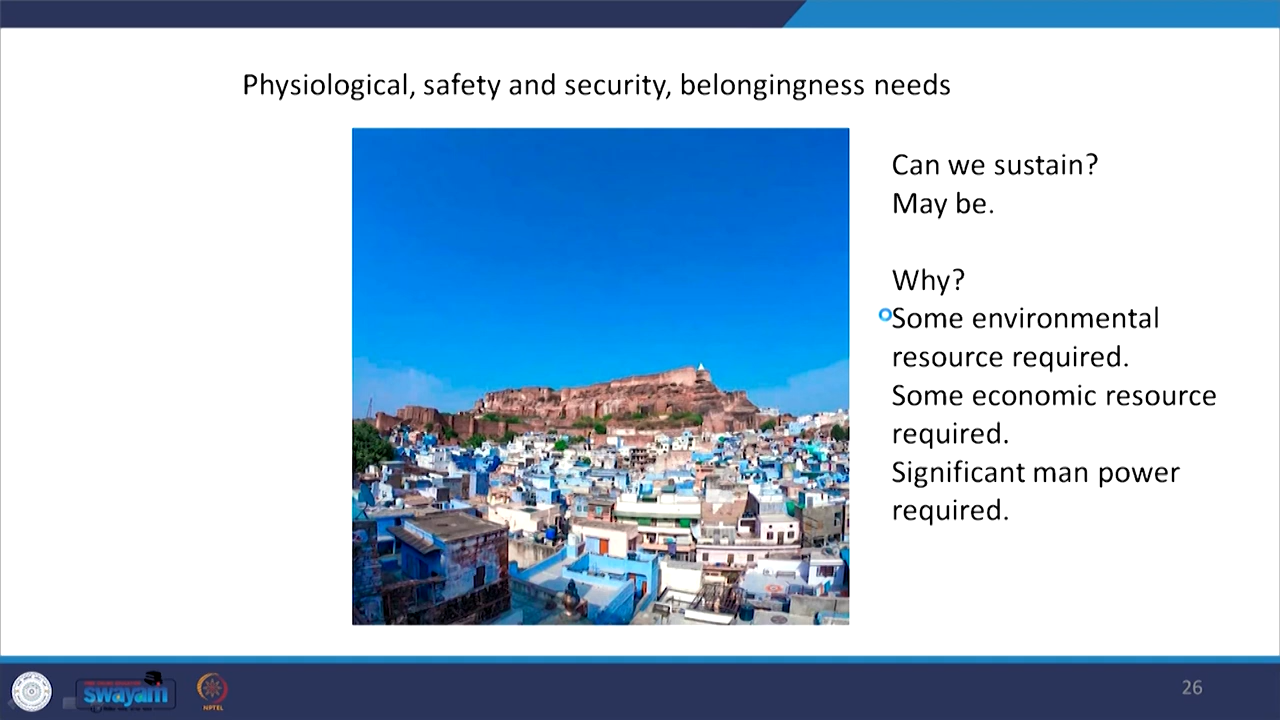 Physiological, safety and security, belongingness needs
Can we sustain?
May be.
Why?
Some environmental
resource required.
Some economic resource
required.
Significant man power
required.
swayam
NPTEL
26